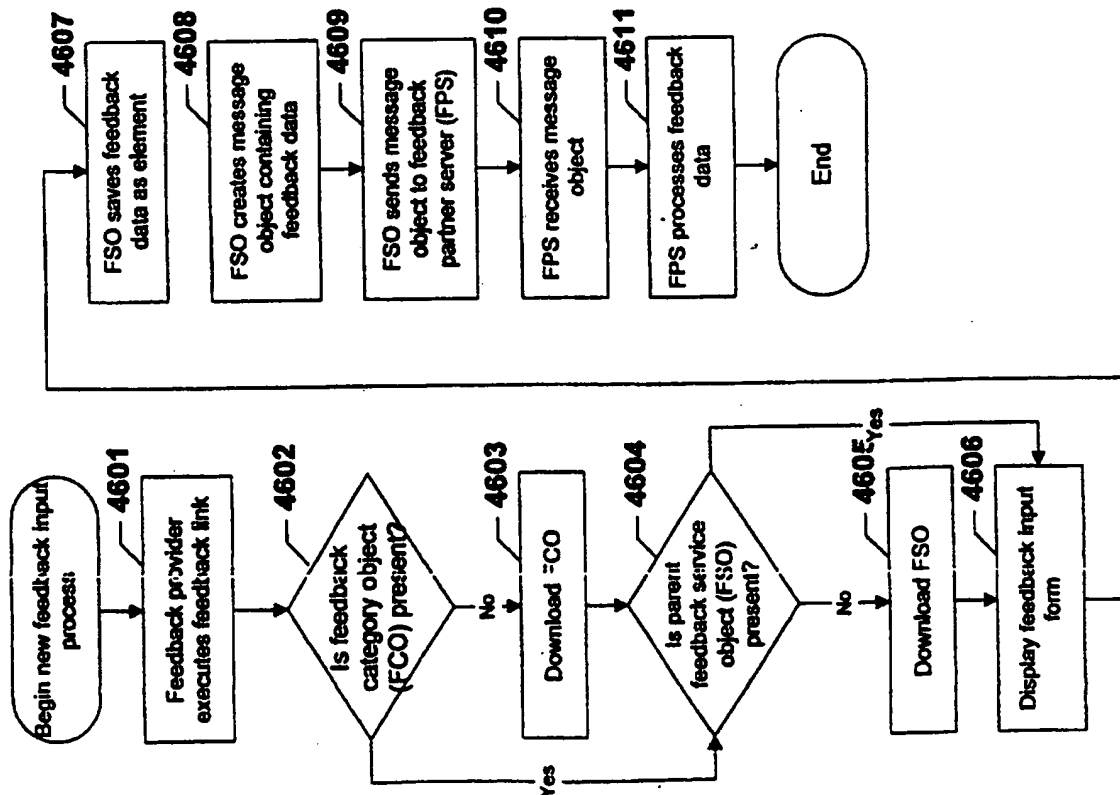 Begin new feedback input
process
4601
Feedback provider
executes feedback link
4602
Is feedback
category object
(FCO) present?
No
Yes
4603
Download FCO
4604
Is parent
feedback service
object (FSO)
present?
No
Yes
4605
Download FSO
4606
Display feedback input
form
4607
FSO saves feedback
data as element
4608
FSO creates message
object containing
feedback data
4609
FSO sends message
object to feedback
partner server (FPS)
4610
FPS receives message
object
4611
FPS processes feedback
data
End